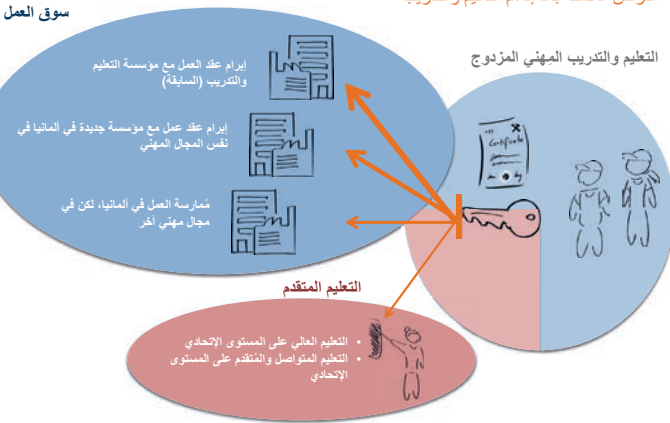 سوق العمل
التعليم والتدريب المهني المزدوج
إبرام عقد العمل مع مؤسسة التعليم
والتدريب (السابقة)
إبرام عقد عمل مع مؤسسة جديدة في ألمانيا في
نفس المجال المهني
مُمارسة العمل في ألمانيا، لكن في
مجال مهني آخر
Certificate
التعليم المتقدم
• التعليم العالي على المستوى الإتحادي
• التعليم المتواصل والمُتقدم على المستوى
الإتحادي